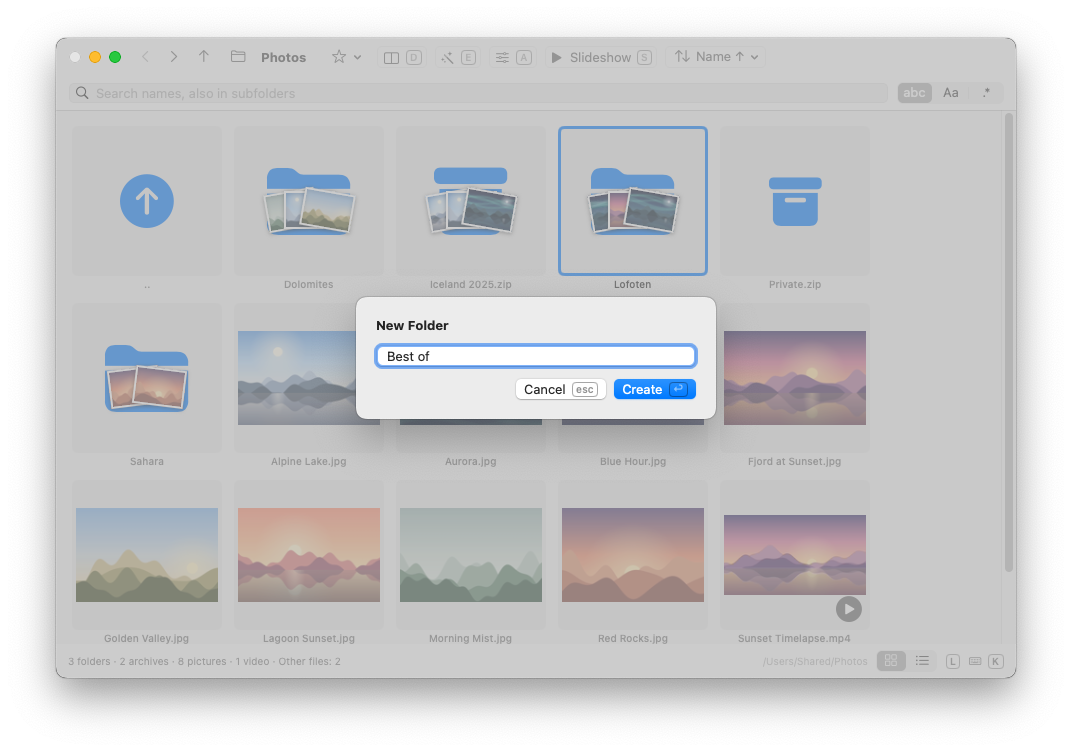 Photos
D
E
A
Slideshow S
Name
Search names, also in subfolders
abc
Aa
.*
..
Dolomites
Iceland 2025.zip
Lofoten
Private.zip
New Folder
Best of
Cancel esc
Create
Sahara
Alpine Lake.jpg
Aurora.jpg
Blue Hour.jpg
Fjord at Sunset.jpg
Golden Valley.jpg
Lagoon Sunset.jpg
Morning Mist.jpg
Red Rocks.jpg
Sunset Timelapse.mp4
3 folders · 2 archives · 8 pictures · 1 video · Other files: 2
/Users/Shared/Photos
L
K